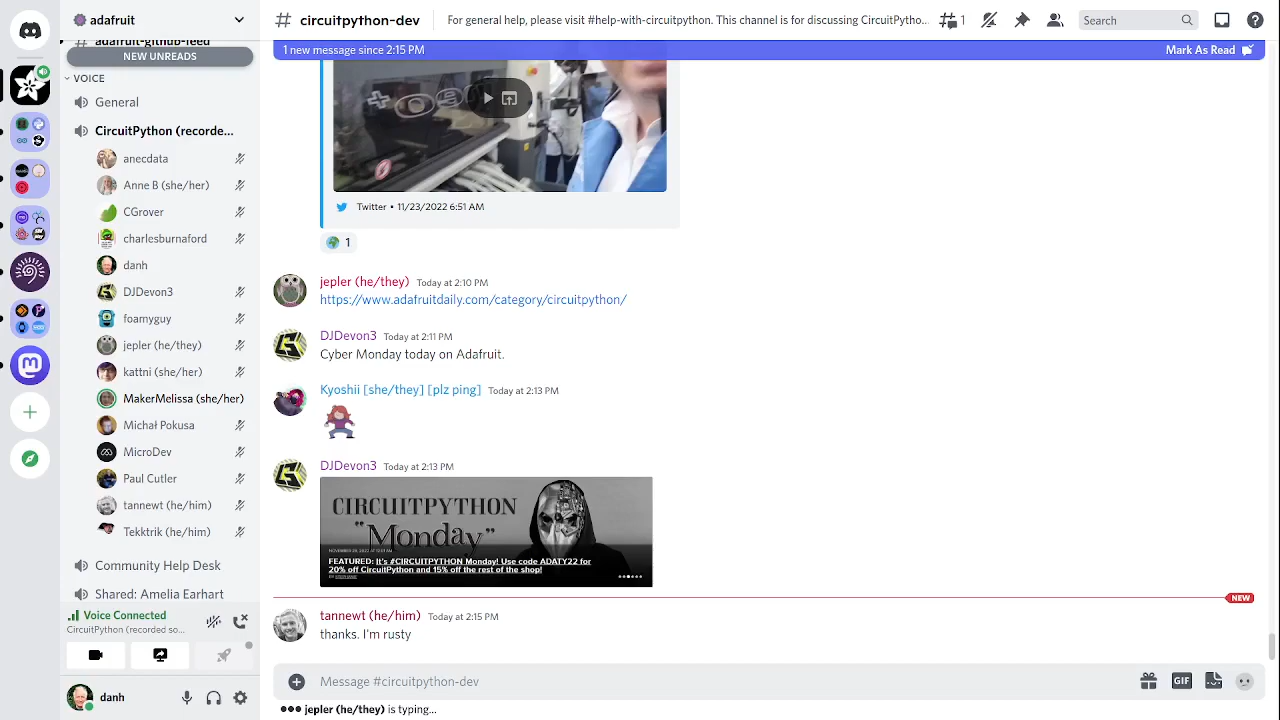 adafruit
NEW UNREADS
VOICE
General
CircuitPython (recorde...
anecdata
Anne B (she/her)
CGrover
charlesburnaford
danh
DJDevon3
foamyguy
jepler (he/they)
kattni (she/her)
MakerMelissa (she/her)
Michał Pokusa
MicroDev
Paul Cutler
tannewt (he/him)
Tekktrik (he/him)
Community Help Desk
Shared: Amelia Earhart
Voice Connected
CircuitPython (recorded so...
danh
# circuitpython-dev
For general help, please visit #help-with-circuitpython. This channel is for discussing CircuitPytho...
1
Search
1 new message since 2:15 PM
Mark As Read
Twitter • 11/23/2022 6:51 AM
1
jepler (he/they) Today at 2:10 PM
https://www.adafruitdaily.com/category/circuitpython/
DJDevon3 Today at 2:11 PM
Cyber Monday today on Adafruit.
Kyoshii [she/they] [plz ping] Today at 2:13 PM
DJDevon3 Today at 2:13 PM
CIRCUITPYTHON
"Monday"
FEATURED: It's #CIRCUITPYTHON Monday! Use code ADATY22 for
20% off CircuitPython and 15% off the rest of the shop!
NEW
tannewt (he/him) Today at 2:15 PM
thanks. I'm rusty
Message #circuitpython-dev
GIF
jepler (he/they) is typing...